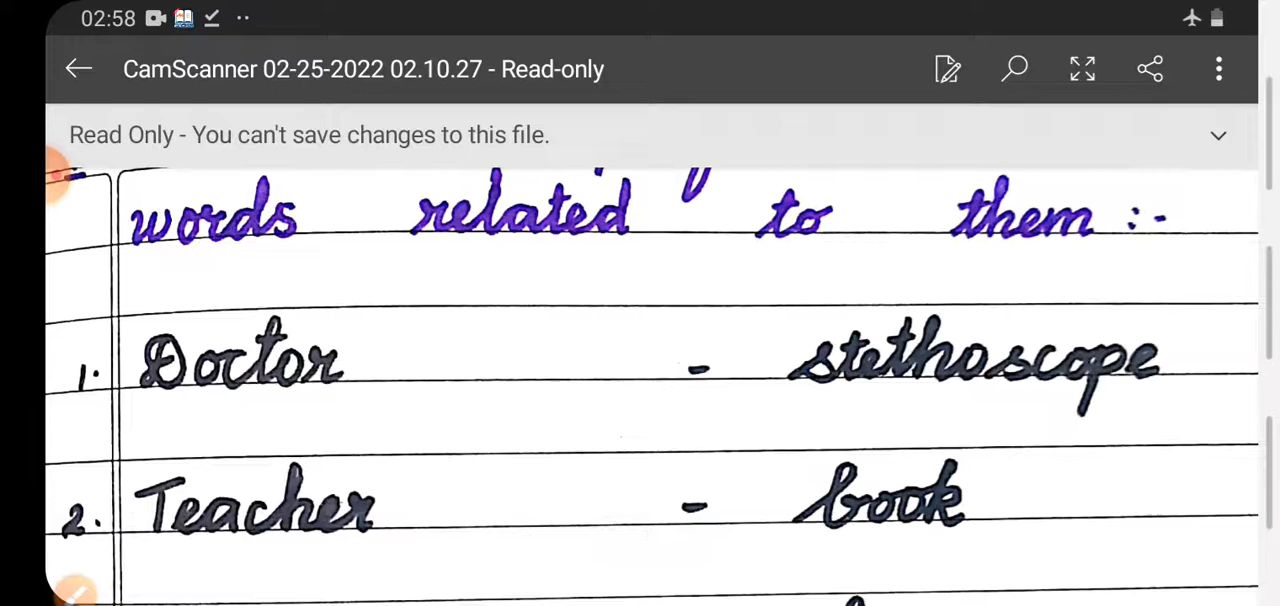 02:58
CamScanner 02-25-2022 02.10.27 - Read-only
Read Only - You can't save changes to this file.
words related to them :-
1. Doctor - stethoscope
2. Teacher - book